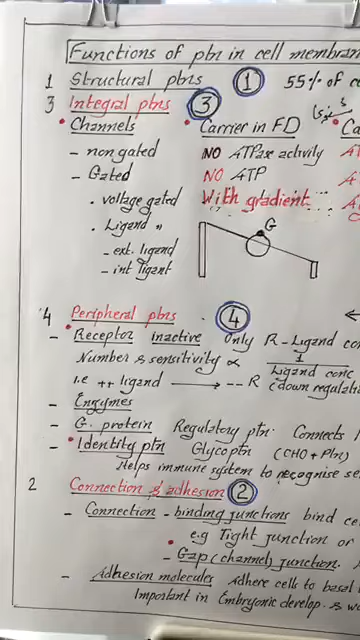 Functions of ptn in cell membran
1 Structural ptns 1 55% of c
3 Integral ptns 3
• Channels • Carrier in FD • Ca
- non gated NO ATPase activity A
- Gated NO ATP A
. voltage gated With gradient A
. Ligand "
- ext. ligand
- int ligant
G
4 Peripheral ptns 4 ←
- Receptor inactive Only R-Ligand co
Number & sensitivity ∝ 1
Ligand conc
i.e ++ ligand → -- R (down regulati
- Enzymes
- G. protein Regulatory ptn. Connects
- Identity ptn Glycoptn (CHO + Ptn)
Helps immune system to recognise se
2 Connection & adhesion 2
- Connection - binding junctions bind c
e.g Tight junction or
- Gap (channel) junction.
- Adhesion molecules Adhere cells to basal
Important in Embryonic develop. & w